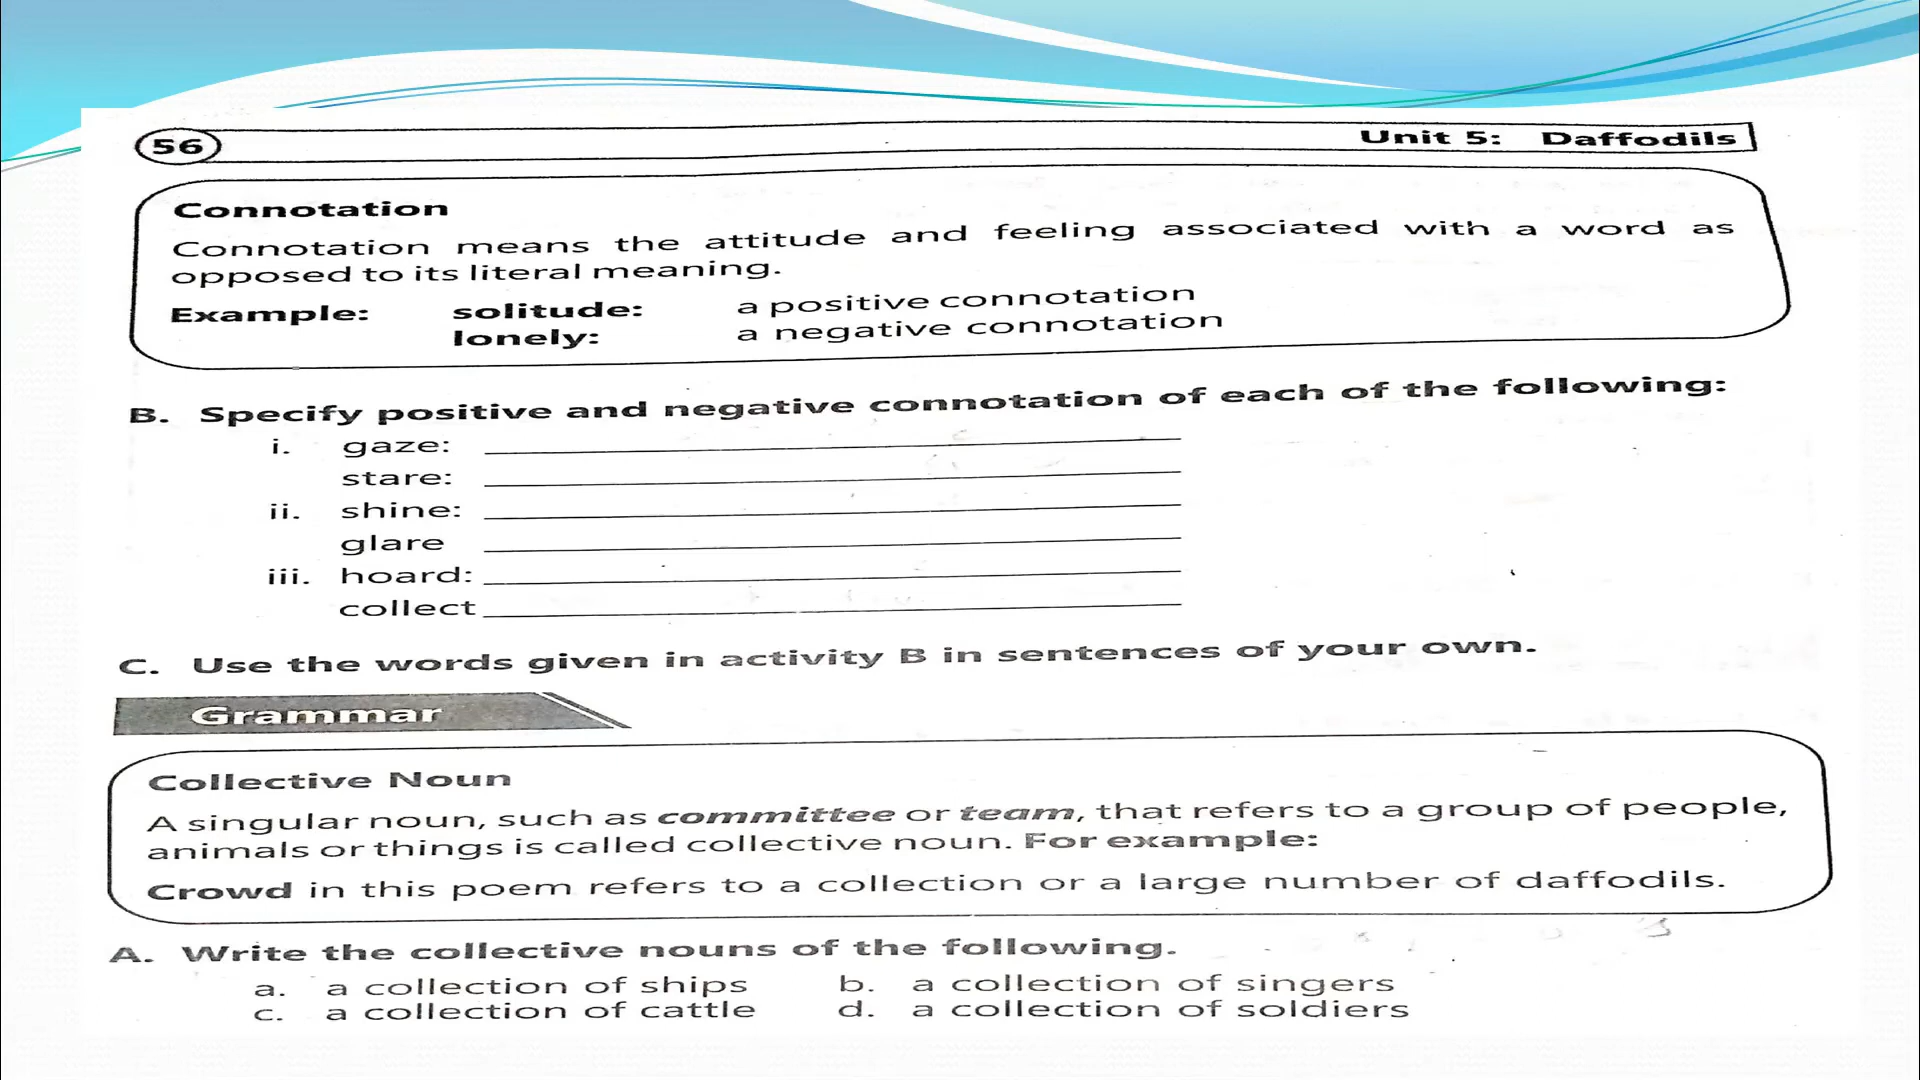 56
Unit 5: Daffodils
Connotation
Connotation means the attitude and feeling associated with a word as
opposed to its literal meaning.
Example: solitude: a positive connotation
lonely: a negative connotation
B. Specify positive and negative connotation of each of the following:
i. gaze:
stare:
ii. shine:
glare
iii. hoard:
collect
C. Use the words given in activity B in sentences of your own.
Grammar
Collective Noun
A singular noun, such as committee or team, that refers to a group of people,
animals or things is called collective noun. For example:
Crowd in this poem refers to a collection or a large number of daffodils.
A. Write the collective nouns of the following.
a. a collection of ships b. a collection of singers
c. a collection of cattle d. a collection of soldiers